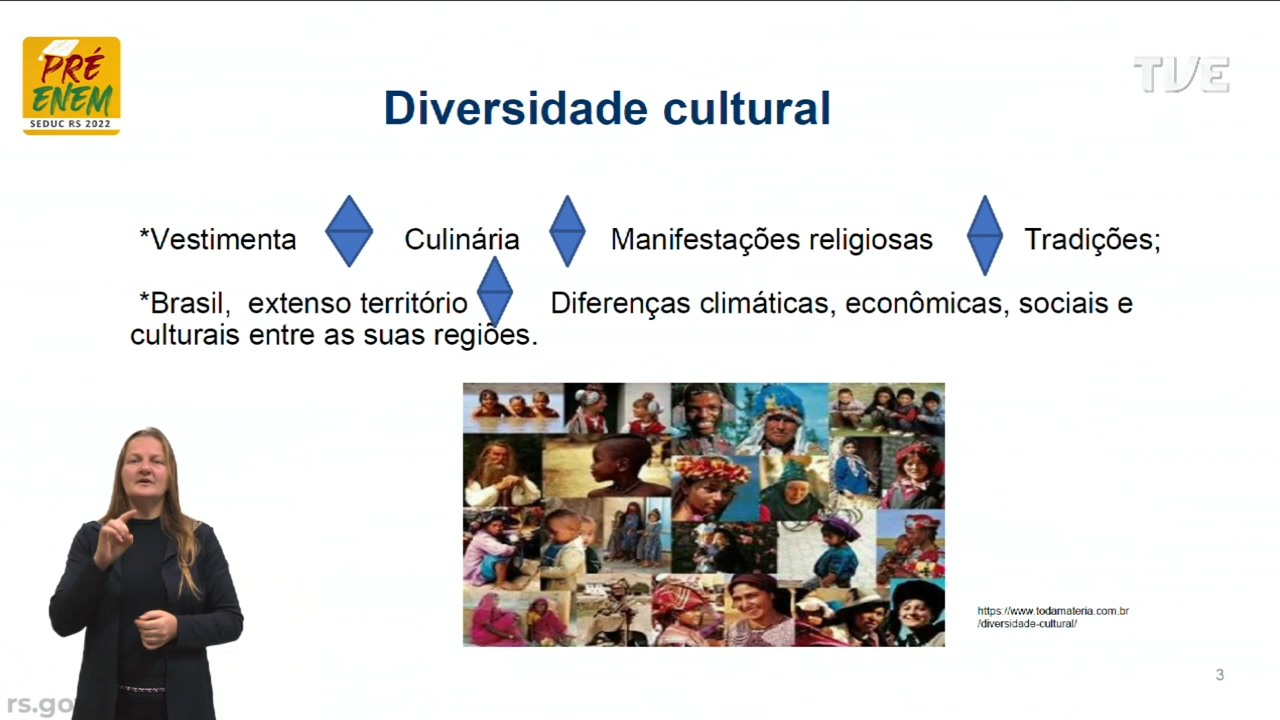 PRÉ
ENEM
SEDUC RS 2022
TVE
Diversidade cultural
*Vestimenta Culinária Manifestações religiosas Tradições;
*Brasil, extenso território Diferenças climáticas, econômicas, sociais e
culturais entre as suas regiões.
https://www.todamateria.com.br
/diversidade-cultural/
3
rs.go